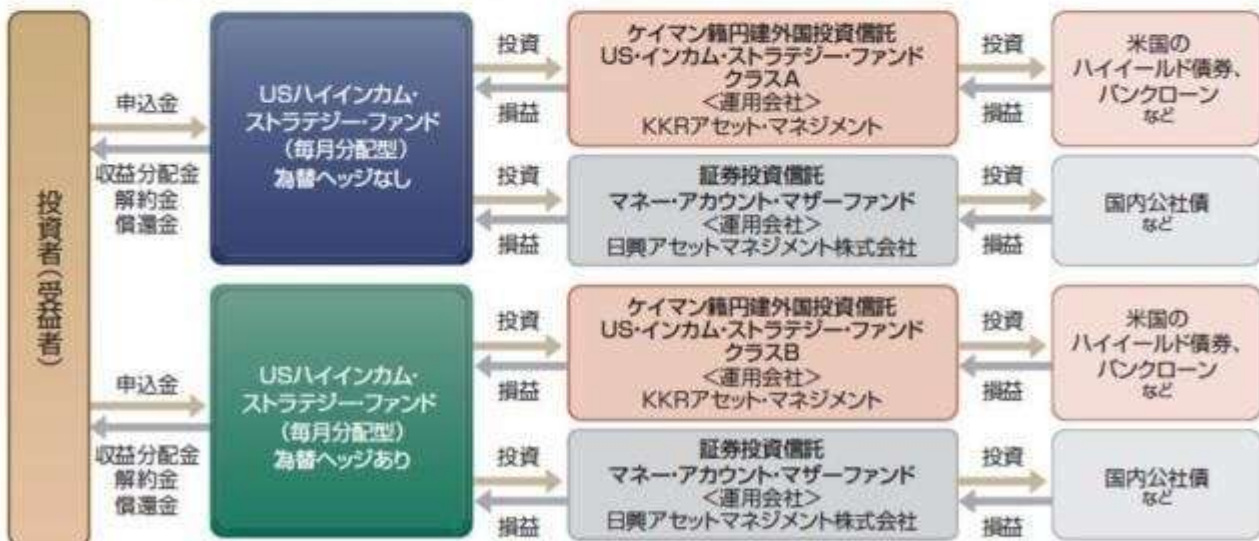 投資者(受益者)
申込金
収益分配金
解約金
償還金
USハイインカム・
ストラテジー・ファンド
(毎月分配型)
為替ヘッジなし
投資
損益
ケイマン籍円建外国投資信託
US・インカム・ストラテジー・ファンド
クラスA
<運用会社>
KKRアセット・マネジメント
投資
損益
米国の
ハイイールド債券、
バンクローン
など
投資
損益
証券投資信託
マネー・アカウント・マザーファンド
<運用会社>
日興アセットマネジメント株式会社
投資
損益
国内公社債
など
申込金
収益分配金
解約金
償還金
USハイインカム・
ストラテジー・ファンド
(毎月分配型)
為替ヘッジあり
投資
損益
ケイマン籍円建外国投資信託
US・インカム・ストラテジー・ファンド
クラスB
<運用会社>
KKRアセット・マネジメント
投資
損益
米国の
ハイイールド債券、
バンクローン
など
投資
損益
証券投資信託
マネー・アカウント・マザーファンド
<運用会社>
日興アセットマネジメント株式会社
投資
損益
国内公社債
など